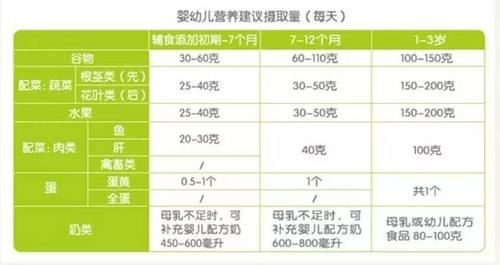 婴幼儿营养建议摄取量（每天）
辅食添加初期-7个月 7-12个月 1-3岁
谷物 30-60克 60-110克 100-150克
配菜：蔬菜 根茎类（先） 25-40克 30-50克 150-200克
花叶类（后）
水果 25-40克 30-50克 150-200克
配菜：肉类 鱼 20-30克 40克 100克
肝
禽畜类 /
蛋 蛋黄 0.5-1个 1个 共1个
全蛋 / /
奶类 母乳不足时，可 母乳不足时，可 母乳或幼儿配方
补充婴儿配方奶 补充婴儿配方奶 食品 80-100克
450-600毫升 600-800毫升